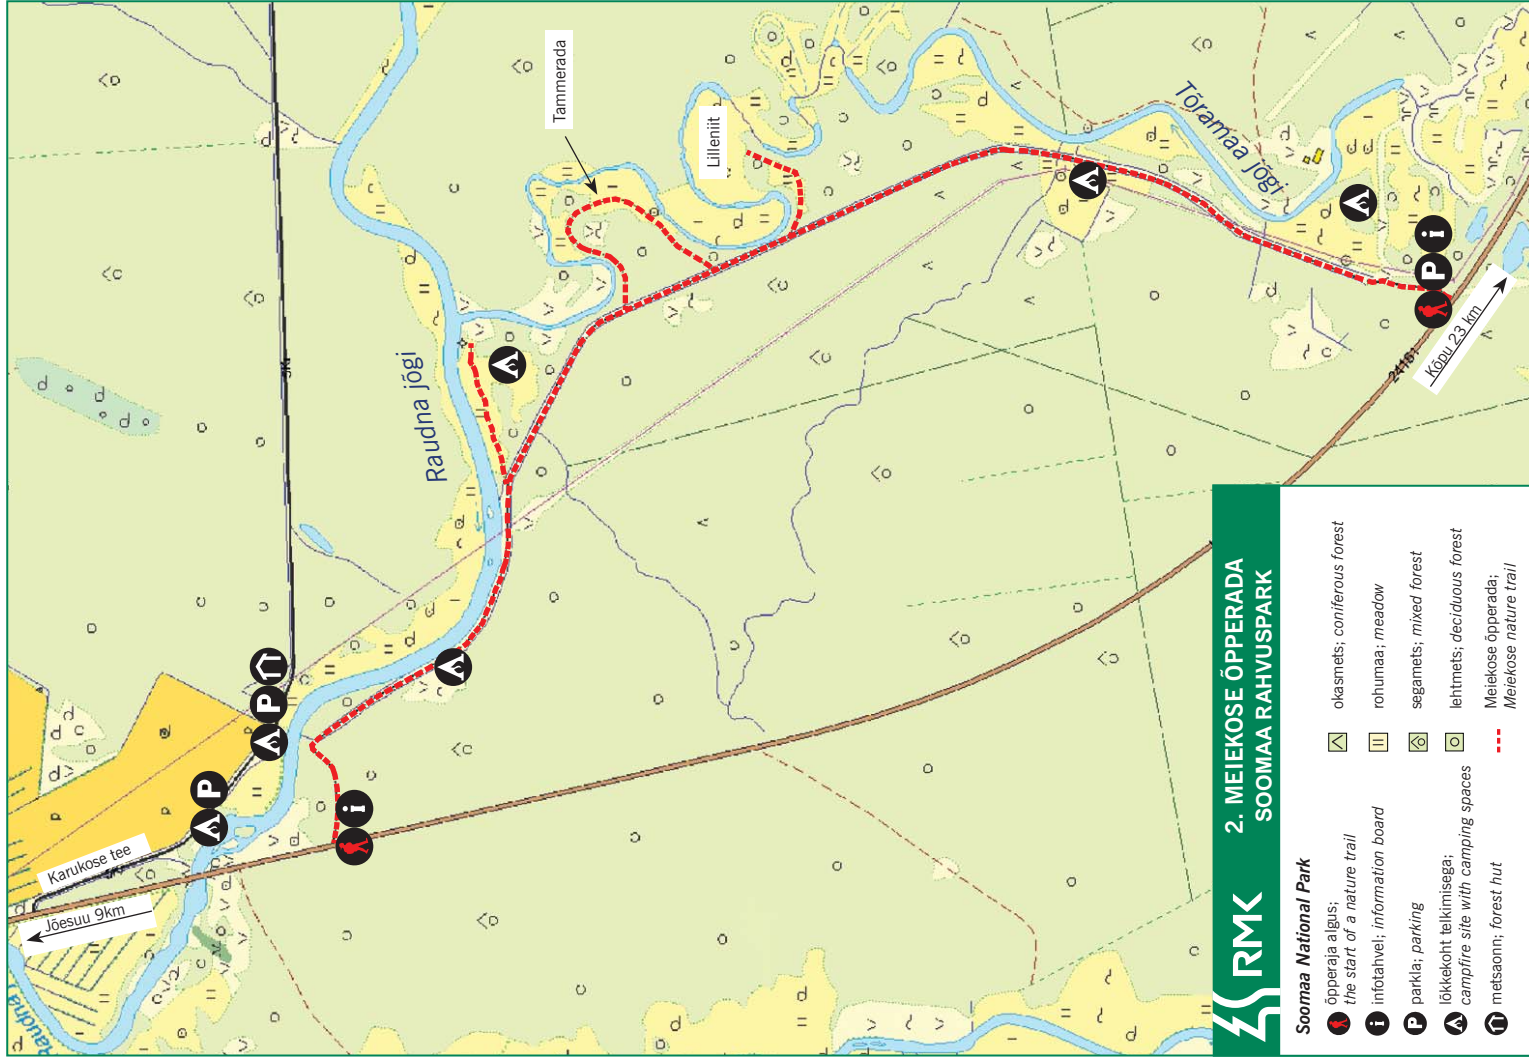 Tammerada
Lilleniit
Tõramaa jõgi
Raudna jõgi
Karukose tee
Jõesuu 9km
Kõpu 23 km
24161
P
P
P
i
i
RMK
2. MEIEKOSE ÕPPERADA
SOOMAA RAHVUSPARK
Soomaa National Park
õpperaja algus;
the start of a nature trail
infotahvel; information board
parkla; parking
lõkkekoht telkimisega;
campfire site with camping spaces
metsaonn; forest hut
okasmets; coniferous forest
rohumaa; meadow
segamets; mixed forest
lehtmets; deciduous forest
Meiekose õpperada;
Meiekose nature trail